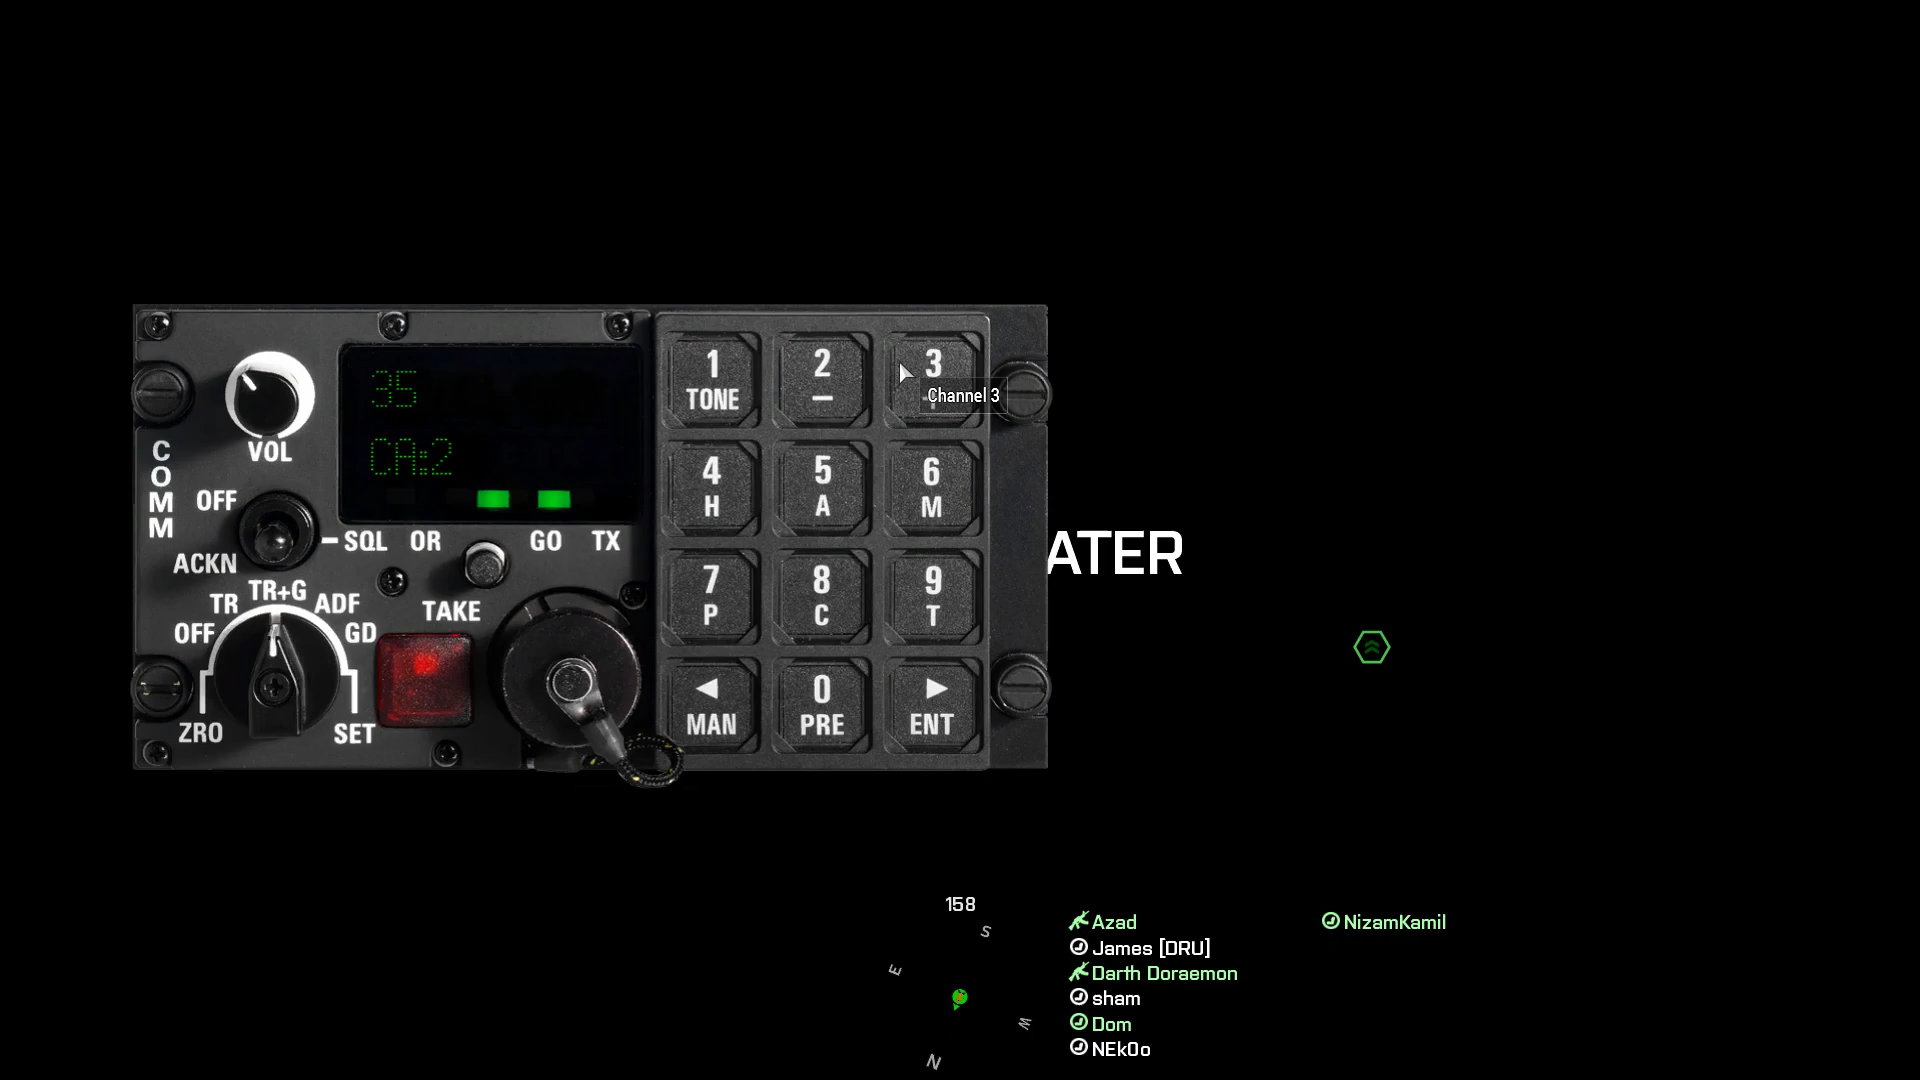 35
CA:2
VOL
COMM
OFF
ACKN
SQL OR GO TX
TR TR+G ADF
OFF GD
TAKE
ZRO SET
1 2 3
TONE –
Channel 3
4 5 6
H A M
7 8 9
P C T
◄ 0 ►
MAN PRE ENT
ATER
158
S
E
W
N
Azad
James [DRU]
Darth Doraemon
sham
Dom
NEk0o
NizamKamil